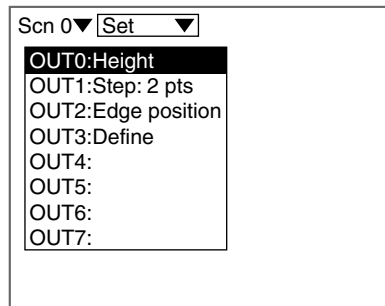 Scn 0▼ Set ▼
OUT0:Height
OUT1:Step: 2 pts
OUT2:Edge position
OUT3:Define
OUT4:
OUT5:
OUT6:
OUT7: